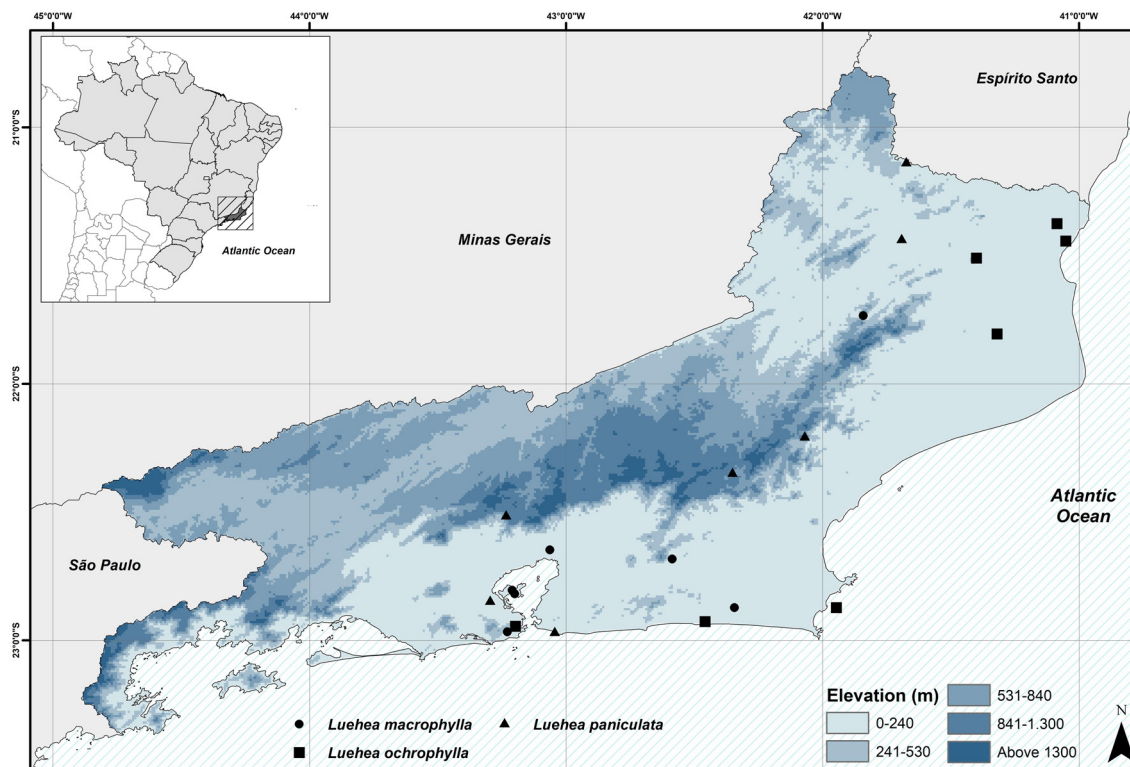 45°0'0"W 44°0'0"W 43°0'0"W 42°0'0"W 41°0'0"W
Espírito Santo
21°0'0"S
Minas Gerais
Atlantic Ocean
22°0'0"S
Atlantic
Ocean
São Paulo
23°0'0"S
Elevation (m)
0-240
241-530
531-840
841-1.300
Above 1300
N
Luehea macrophylla
Luehea paniculata
Luehea ochrophylla